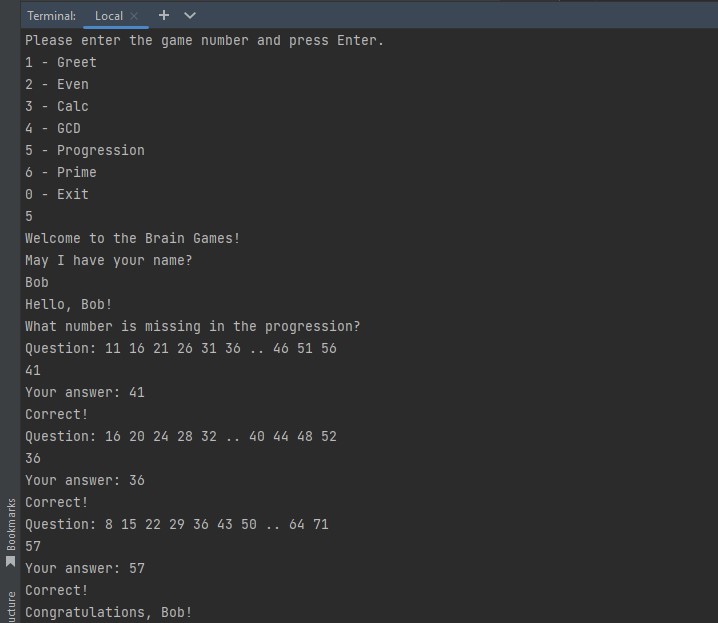 Terminal: Local × + 
Please enter the game number and press Enter.
1 - Greet
2 - Even
3 - Calc
4 - GCD
5 - Progression
6 - Prime
0 - Exit
5
Welcome to the Brain Games!
May I have your name?
Bob
Hello, Bob!
What number is missing in the progression?
Question: 11 16 21 26 31 36 .. 46 51 56
41
Your answer: 41
Correct!
Question: 16 20 24 28 32 .. 40 44 48 52
36
Your answer: 36
Correct!
Question: 8 15 22 29 36 43 50 .. 64 71
57
Your answer: 57
Correct!
Congratulations, Bob!
Bookmarks
ucture